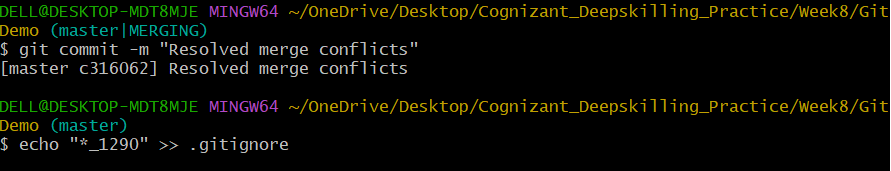 DELL@DESKTOP-MDT8MJE MINGW64 ~/OneDrive/Desktop/Cognizant_Deepskilling_Practice/Week8/Git
Demo (master|MERGING)
$ git commit -m "Resolved merge conflicts"
[master c316062] Resolved merge conflicts
DELL@DESKTOP-MDT8MJE MINGW64 ~/OneDrive/Desktop/Cognizant_Deepskilling_Practice/Week8/Git
Demo (master)
$ echo "*_1290" >> .gitignore